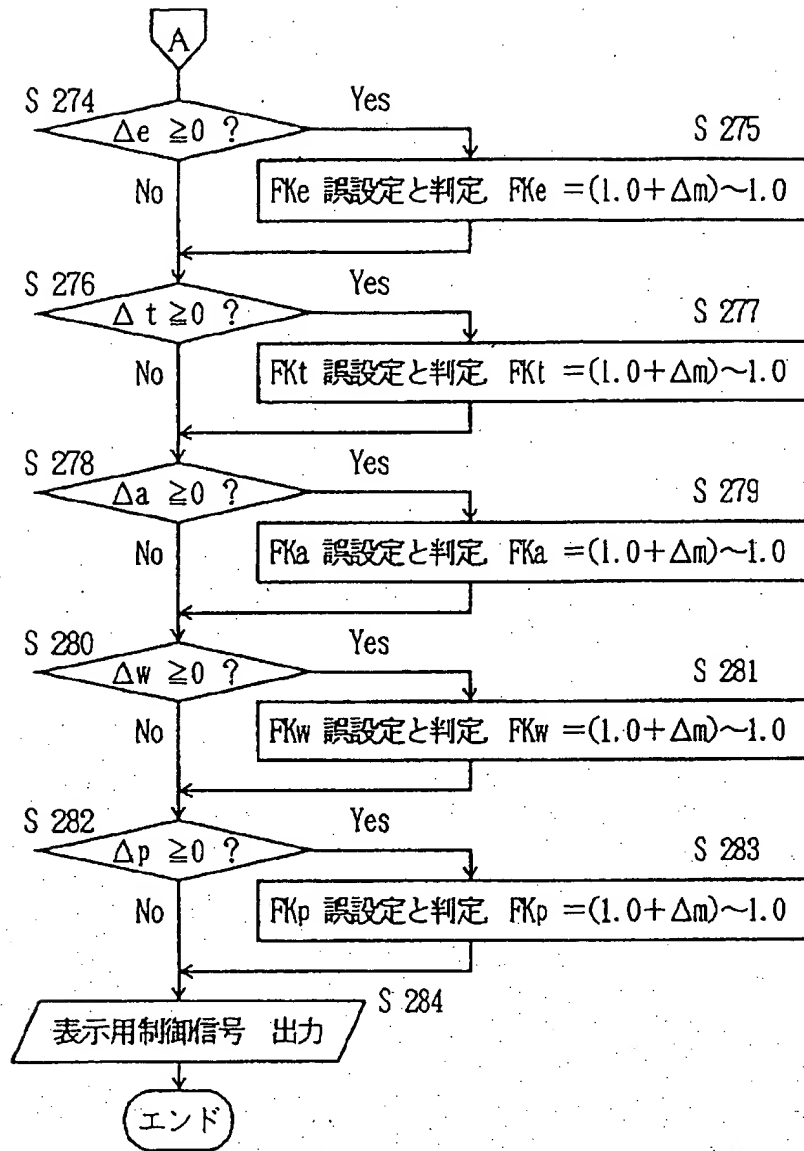 A
S 274
Yes
Δe ≧0 ?
S 275
No
FKe 誤設定と判定, FKe =(1.0+Δm)~1.0
S 276
Yes
Δ t ≧0 ?
S 277
No
FKt 誤設定と判定, FKt =(1.0+Δm)~1.0
S 278
Yes
Δa ≧0 ?
S 279
No
FKa 誤設定と判定, FKa =(1.0+Δm)~1.0
S 280
Yes
Δw ≧0 ?
S 281
No
FKw 誤設定と判定, FKw =(1.0+Δm)~1.0
S 282
Yes
Δp ≧0 ?
S 283
No
FKp 誤設定と判定, FKp =(1.0+Δm)~1.0
S 284
表示用制御信号 出力
エンド